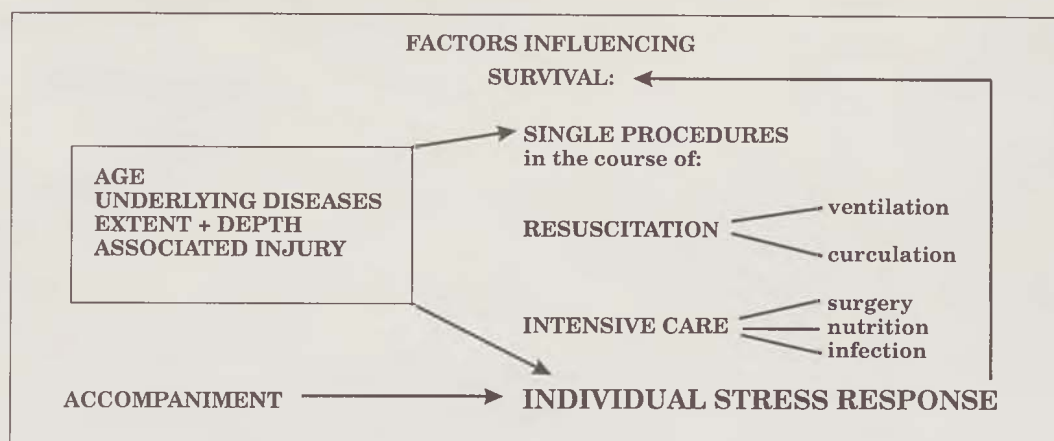 FACTORS INFLUENCING
SURVIVAL:
AGE
UNDERLYING DISEASES
EXTENT + DEPTH
ASSOCIATED INJURY
SINGLE PROCEDURES
in the course of:
RESUSCITATION
ventilation
curculation
INTENSIVE CARE
surgery
nutrition
infection
ACCOMPANIMENT
INDIVIDUAL STRESS RESPONSE